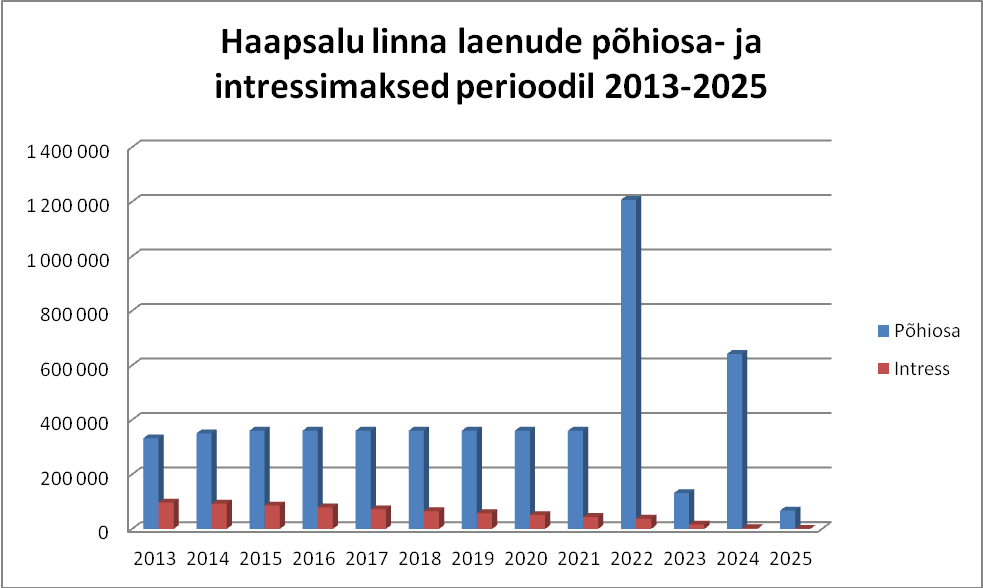 Haapsalu linna laenude põhiosa- ja
intressimaksed perioodil 2013-2025
1 400 000
1 200 000
1 000 000
800 000
600 000
400 000
200 000
0
2013 2014 2015 2016 2017 2018 2019 2020 2021 2022 2023 2024 2025
Põhiosa
Intress